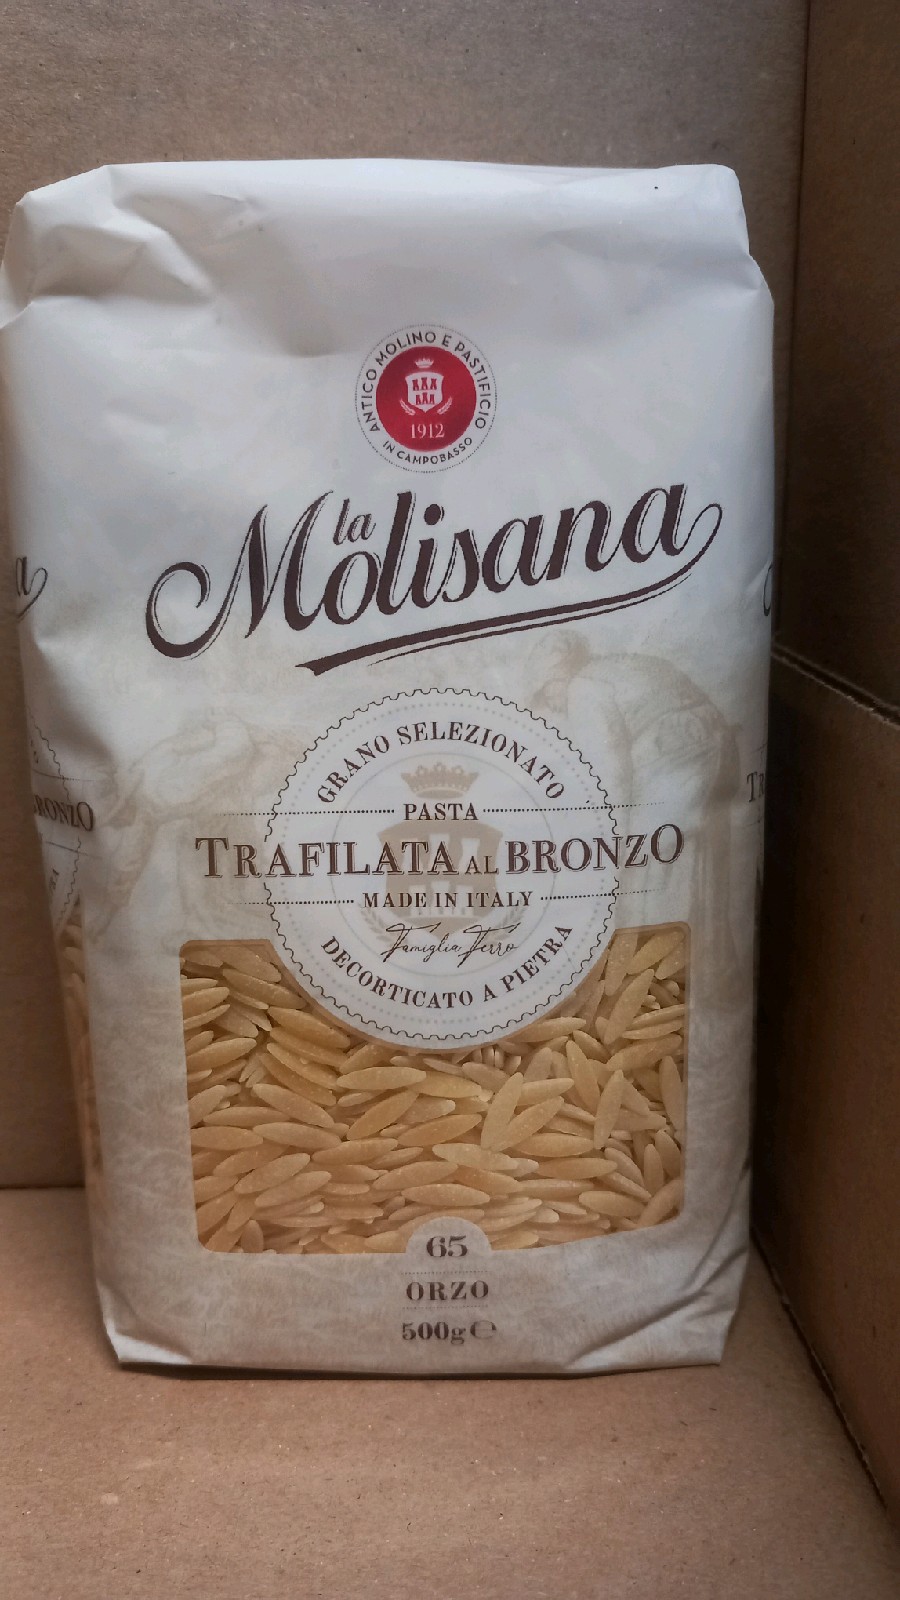 ANTICO MOLINO E PASTIFICIO
1912
IN CAMPOBASSO
la
Molisana
GRANO SELEZIONATO
PASTA
TRAFILATA AL BRONZO
MADE IN ITALY
Famiglia Ferro
DECORTICATO A PIETRA
65
ORZO
500g ℮
BRONZO